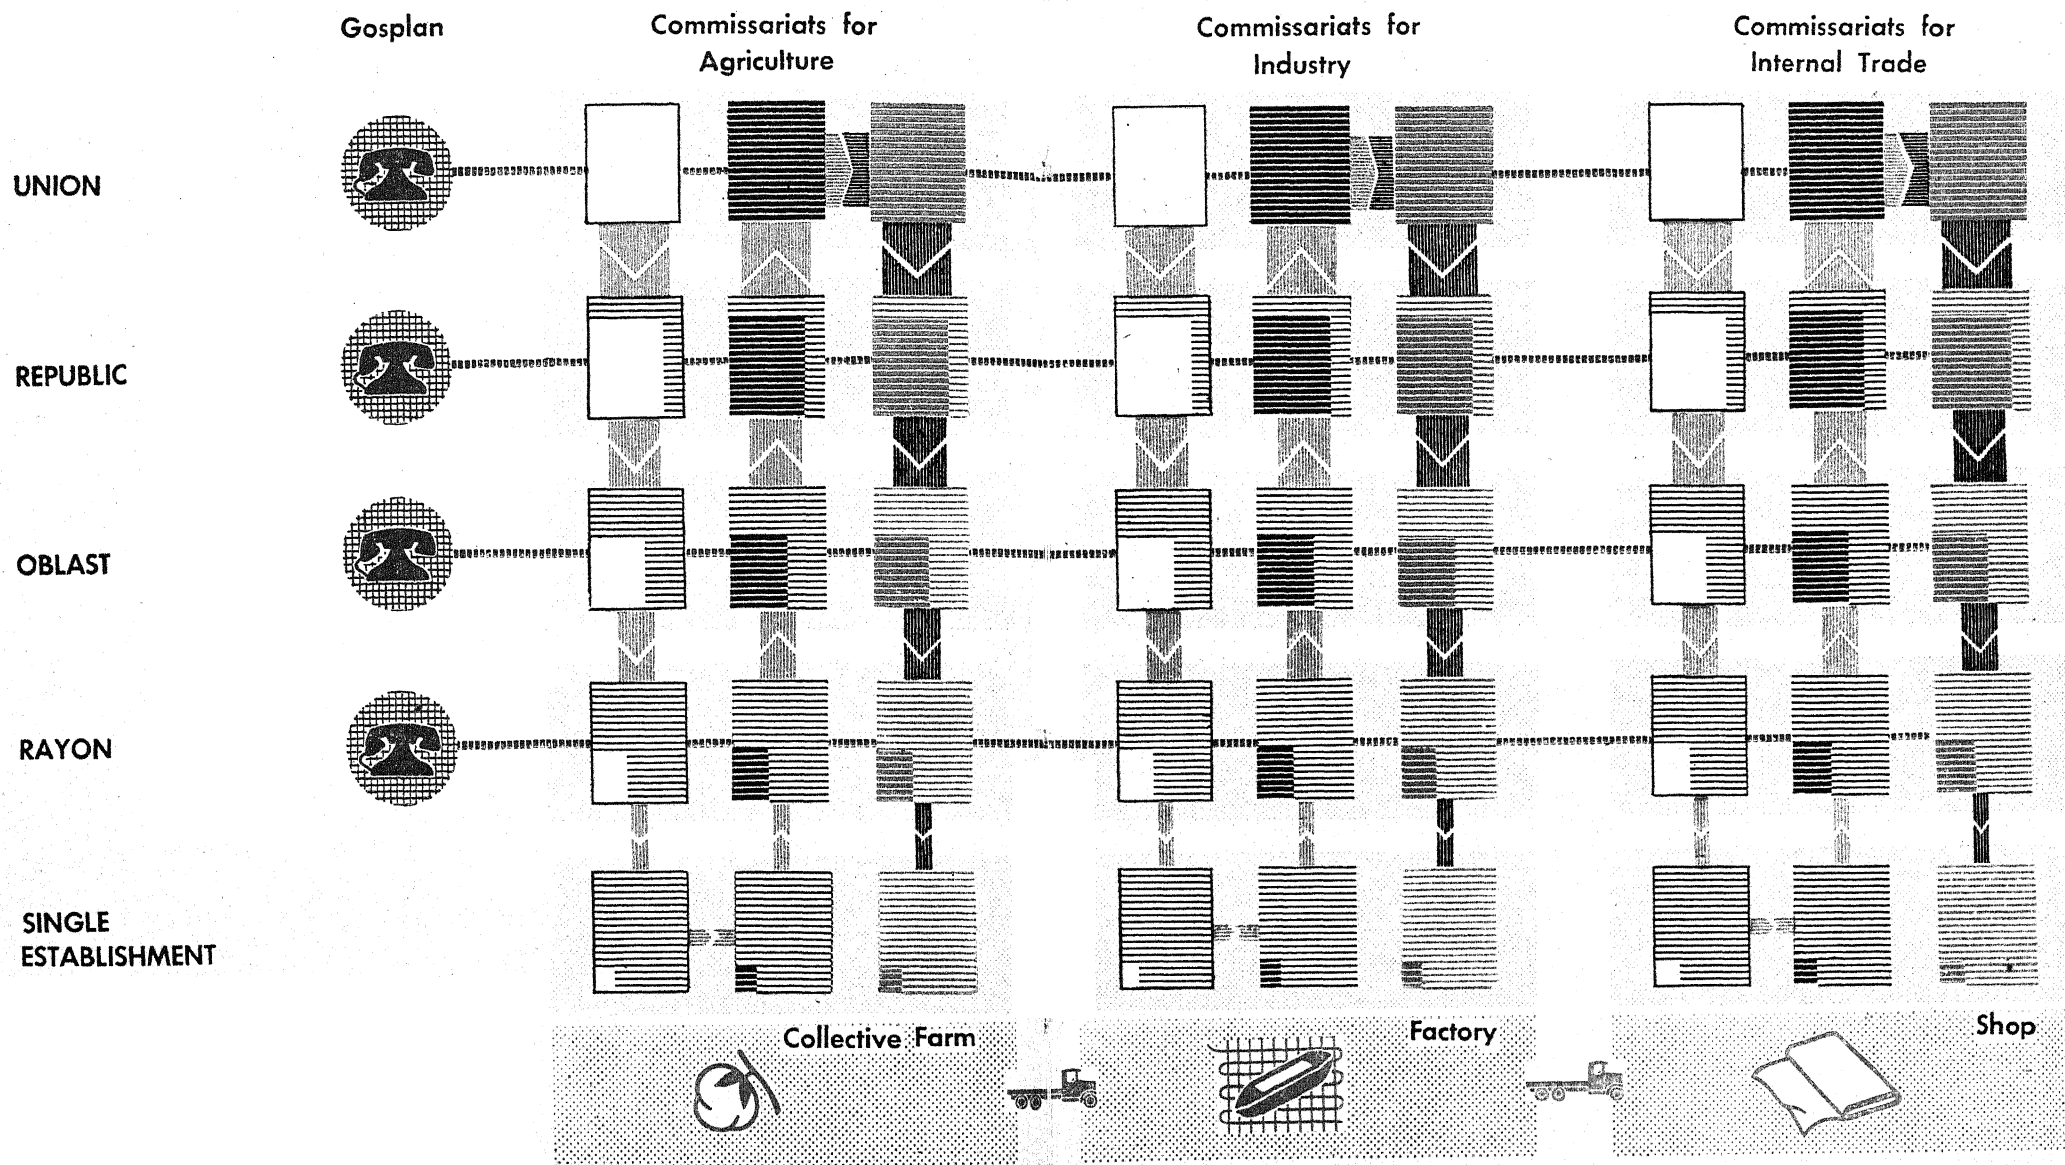 Gosplan
Commissariats for
Agriculture
Commissariats for
Industry
Commissariats for
Internal Trade
UNION
REPUBLIC
OBLAST
RAYON
SINGLE
ESTABLISHMENT
Collective Farm
Factory
Shop